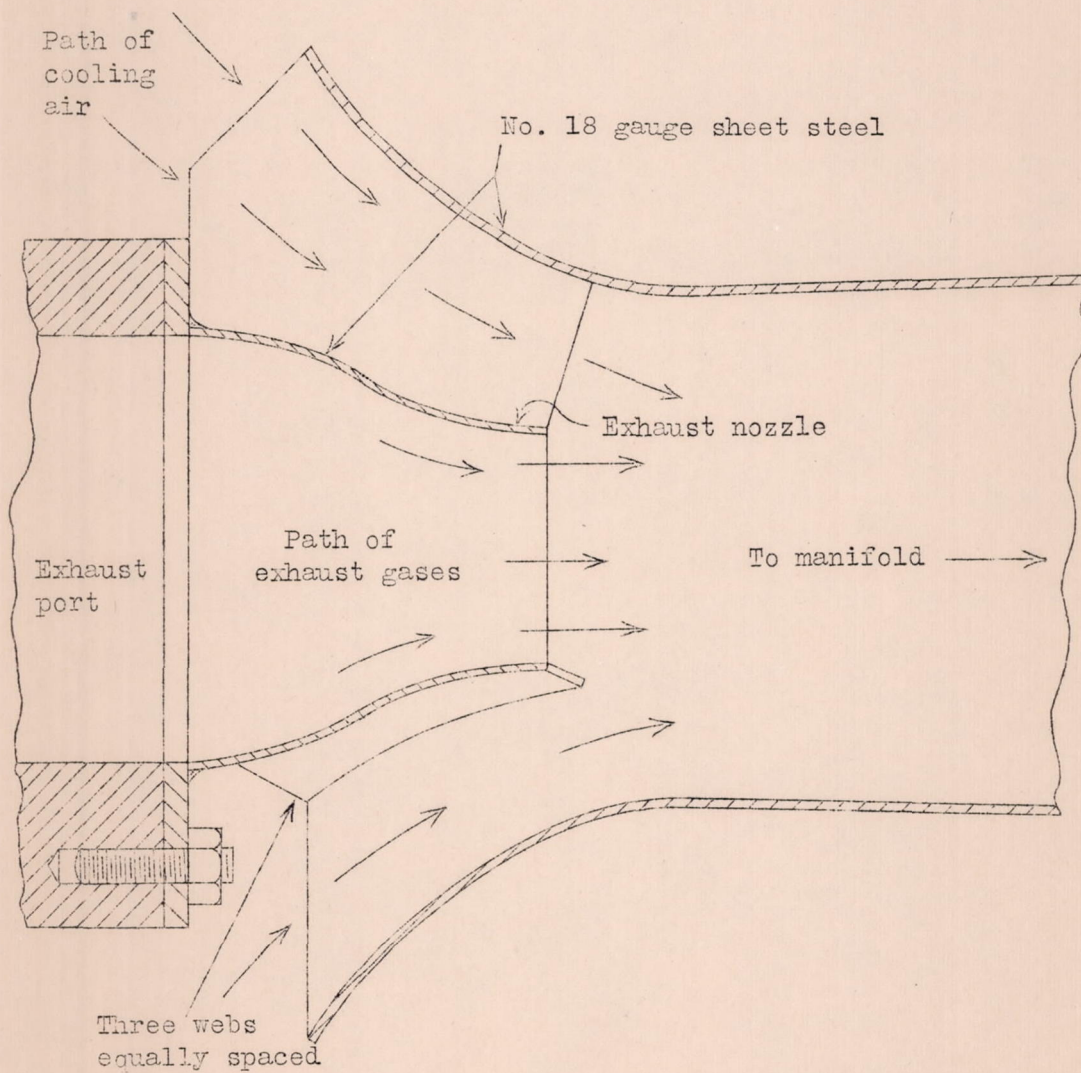 Path of
cooling
air
No. 18 gauge sheet steel
Exhaust nozzle
Path of
exhaust gases
To manifold
Exhaust
port
Three webs
equally spaced